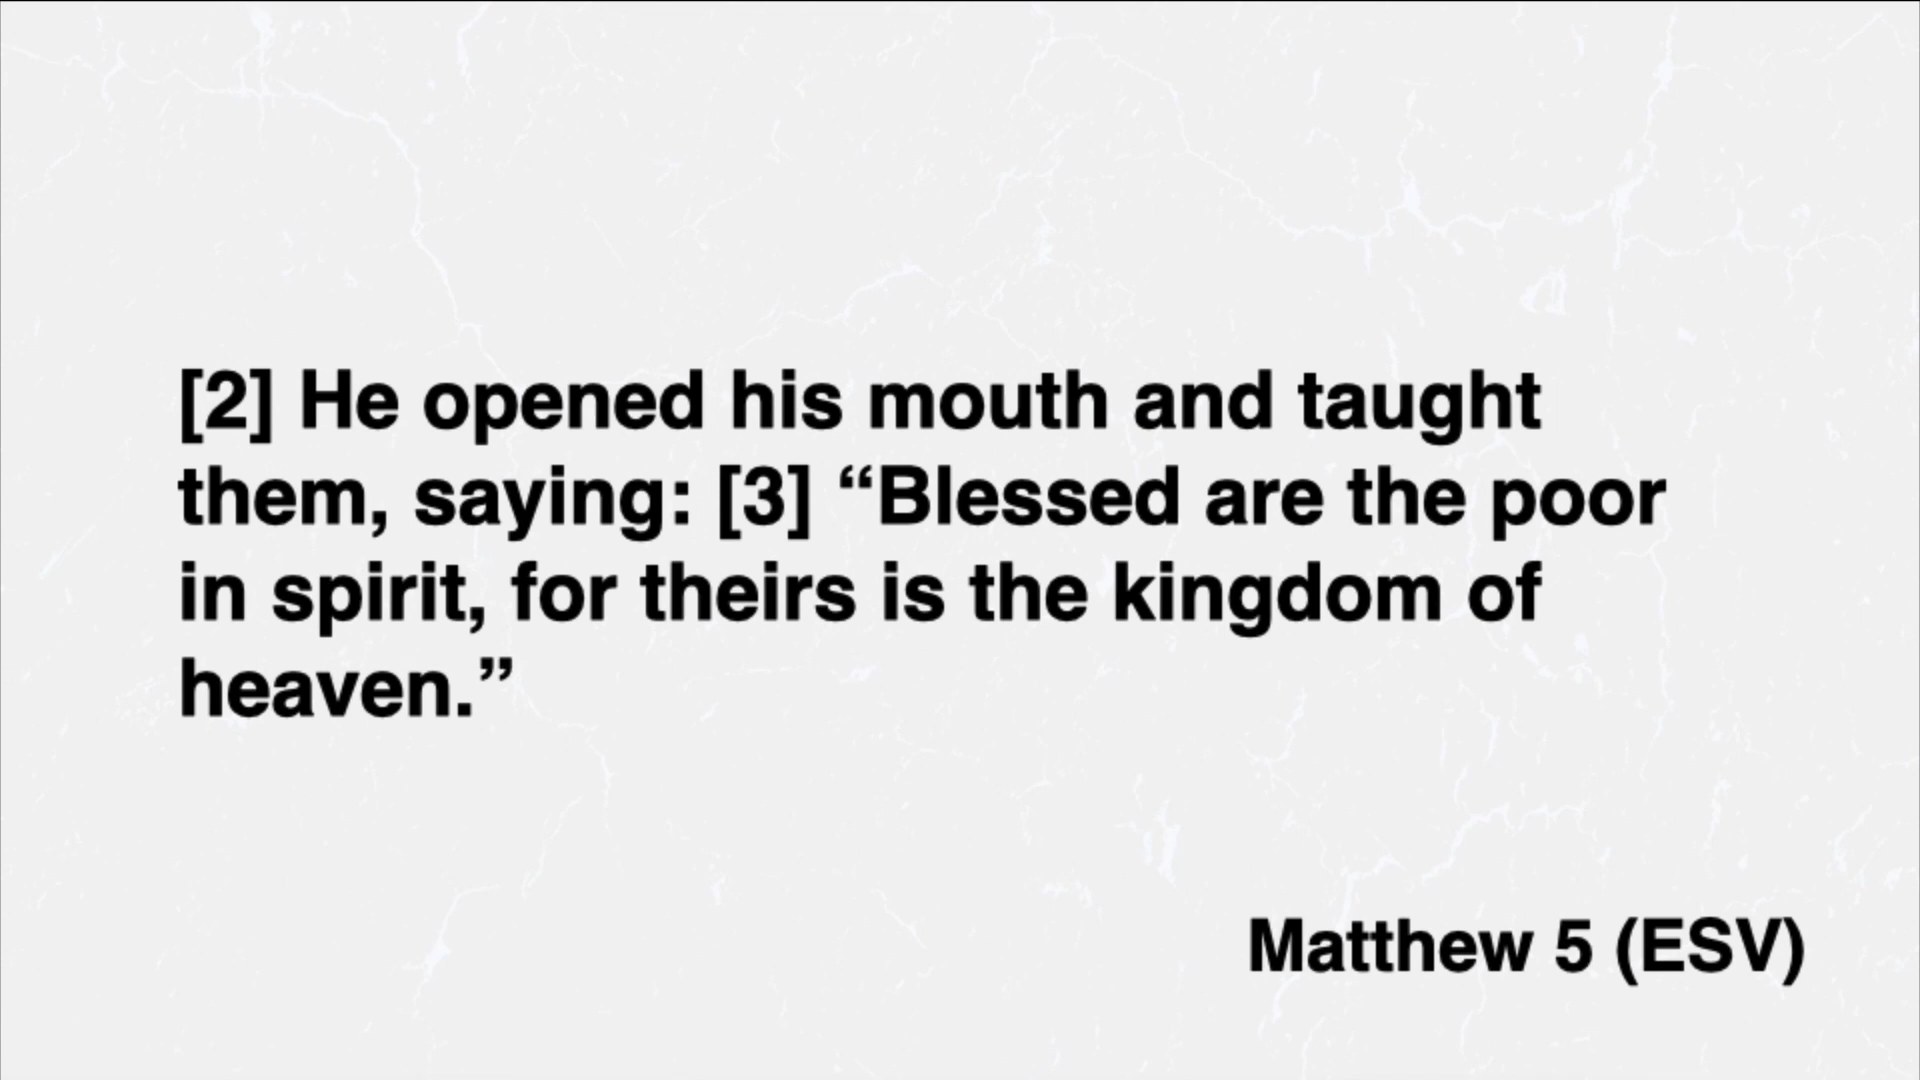 [2] He opened his mouth and taught
them, saying: [3] “Blessed are the poor
in spirit, for theirs is the kingdom of
heaven.”
Matthew 5 (ESV)